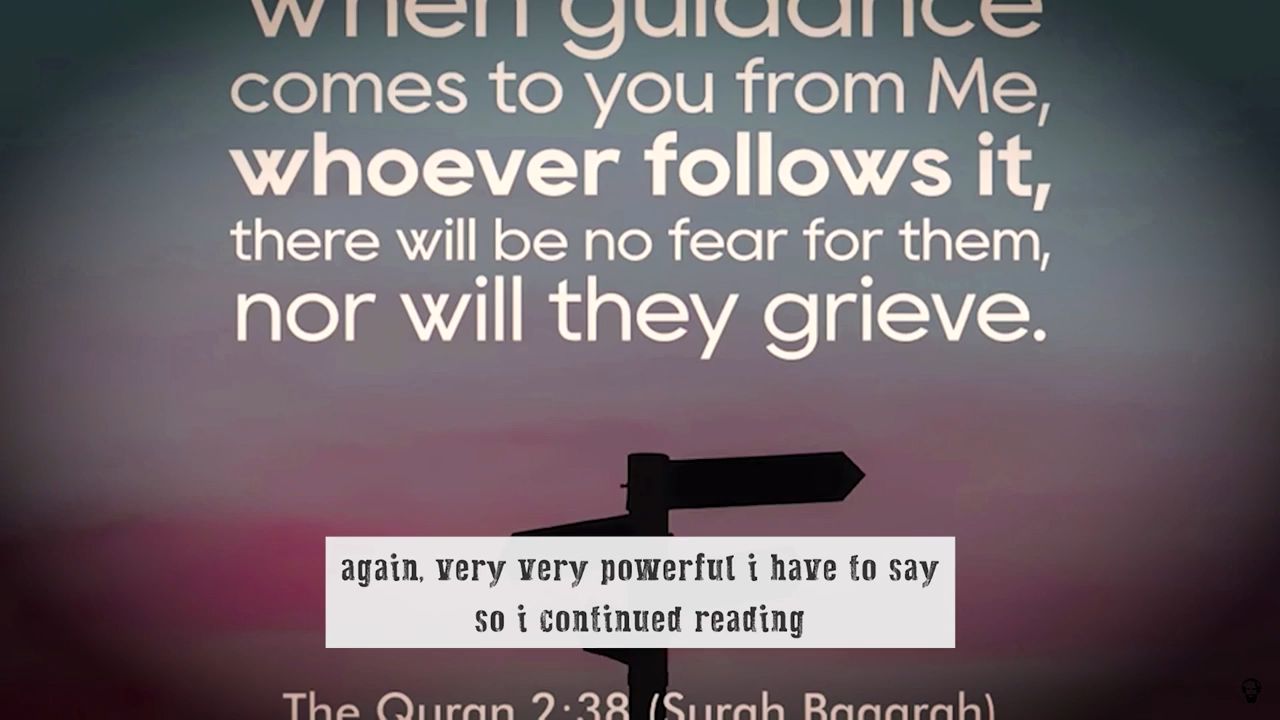 when guidance
comes to you from Me,
whoever follows it,
there will be no fear for them,
nor will they grieve.
again, very very powerful i have to say
so i continued reading
The Quran 2:38 (Surah Baqarah)